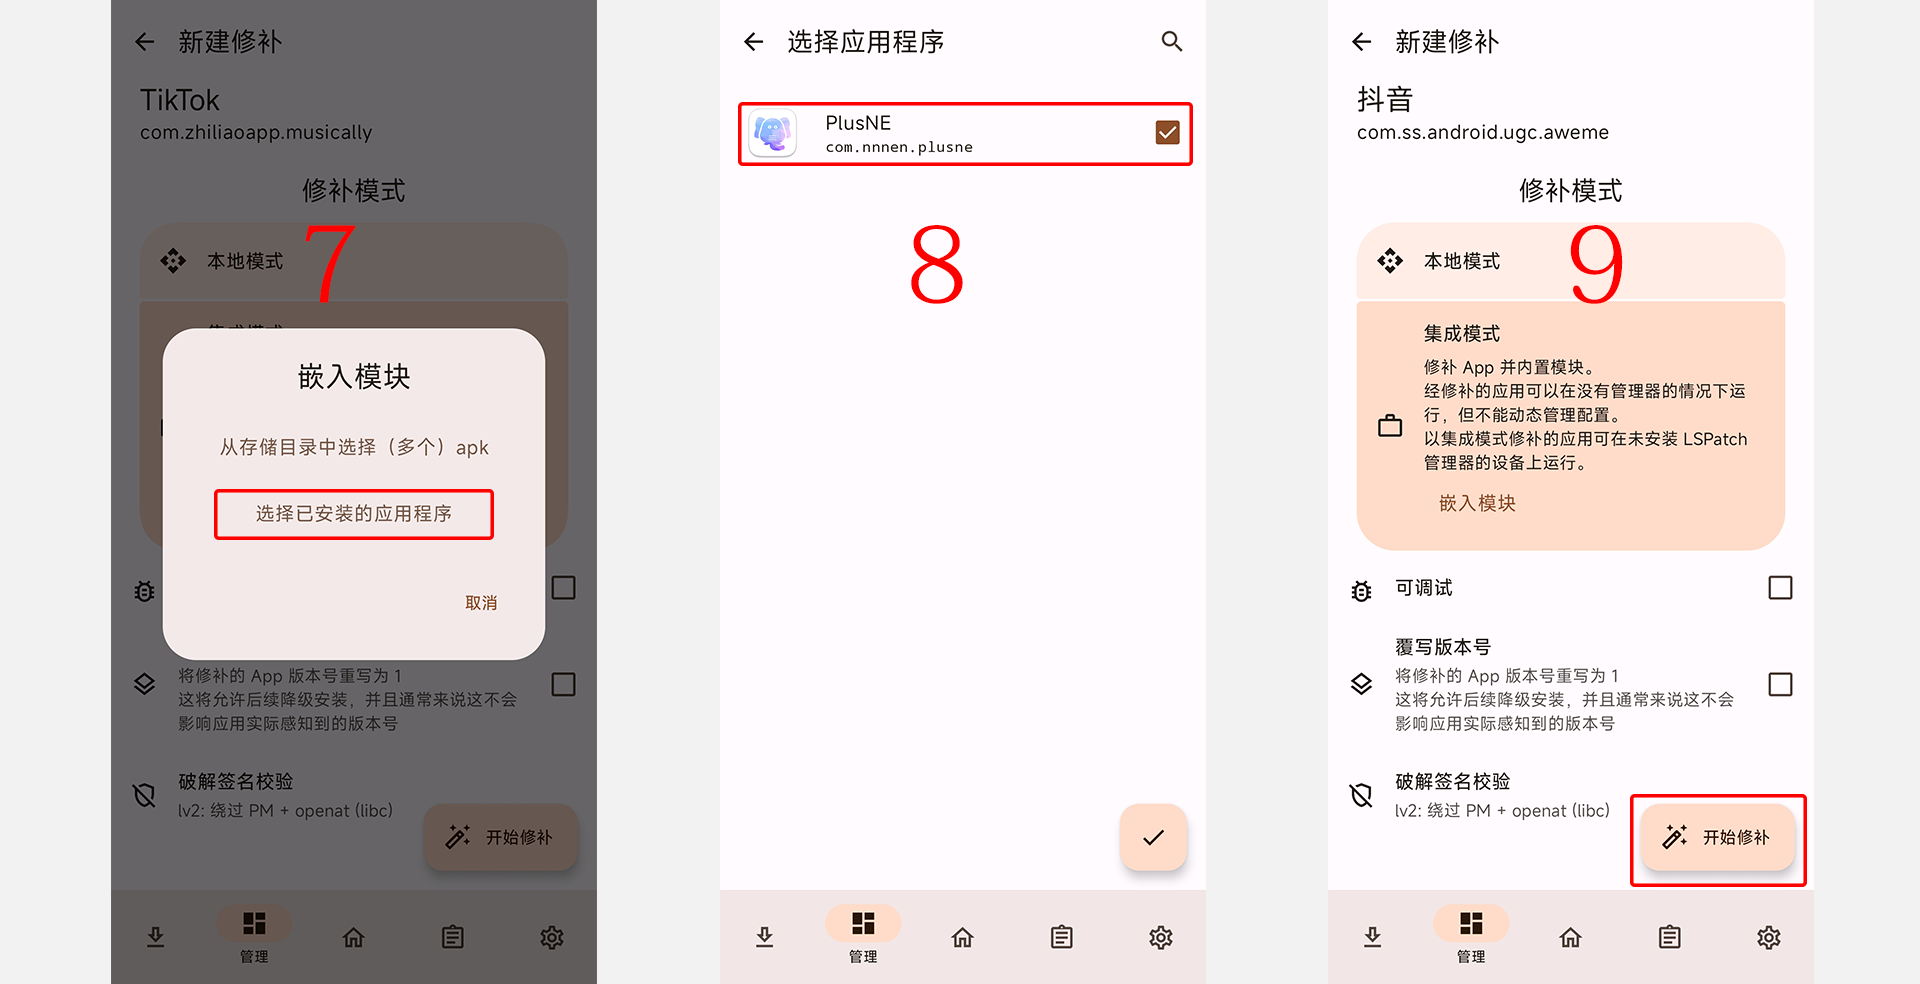 新建修补
TikTok
com.zhiliaoapp.musically
修补模式
本地模式
7
嵌入模块
从存储目录中选择（多个）apk
选择已安装的应用程序
取消
将修补的 App 版本号重写为 1
这将允许后续降级安装，并且通常来说这不会
影响应用实际感知到的版本号
破解签名校验
lv2: 绕过 PM + openat (libc)
开始修补
管理
选择应用程序
PlusNE
com.nnnen.plusne
8
管理
新建修补
抖音
com.ss.android.ugc.aweme
修补模式
本地模式
9
集成模式
修补 App 并内置模块。
经修补的应用可以在没有管理器的情况下运
行，但不能动态管理配置。
以集成模式修补的应用可在未安装 LSPatch
管理器的设备上运行。
嵌入模块
可调试
覆写版本号
将修补的 App 版本号重写为 1
这将允许后续降级安装，并且通常来说这不会
影响应用实际感知到的版本号
破解签名校验
lv2: 绕过 PM + openat (libc)
开始修补
管理